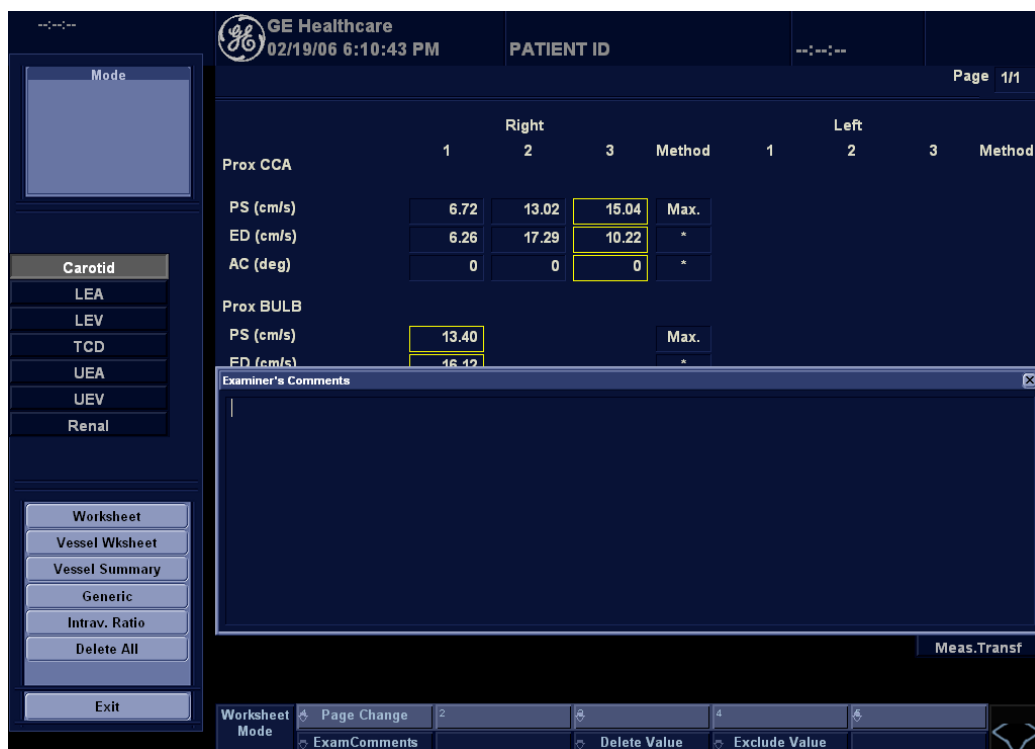 --:--:--
GE Healthcare
02/19/06 6:10:43 PM PATIENT ID --:--:--
Mode
Page 1/1
Right Left
1 2 3 Method 1 2 3 Method
Prox CCA
PS (cm/s) 6.72 13.02 15.04 Max.
ED (cm/s) 6.26 17.29 10.22 *
AC (deg) 0 0 0 *
Prox BULB
PS (cm/s) 13.40 Max.
ED (cm/s) 16.12 *
Carotid
LEA
LEV
TCD
UEA
UEV
Renal
Examiner's Comments
Worksheet
Vessel Wksheet
Vessel Summary
Generic
Intrav. Ratio
Delete All
Exit
Meas.Transf
Worksheet Mode
Page Change 2 4
ExamComments Delete Value Exclude Value